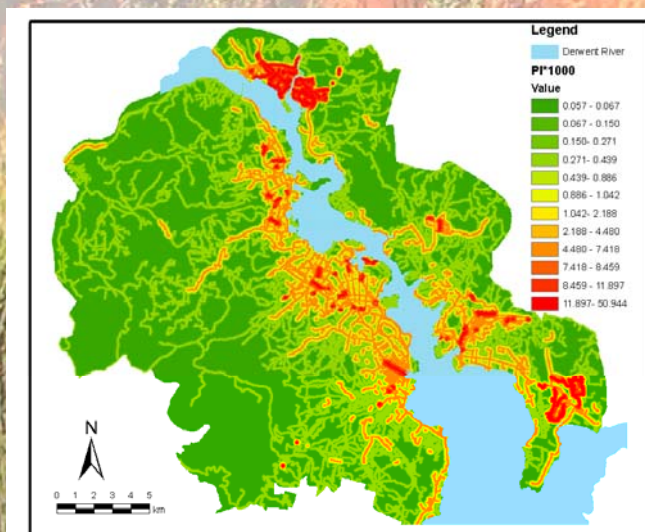 Legend
Derwent River
PI*1000
Value
0.057 - 0.067
0.067 - 0.150
0.150- 0.271
0.271 - 0.439
0.439 - 0.886
0.886 - 1.042
1.042- 2.188
2.188 - 4.480
4.480 - 7.418
7.418 - 8.459
8.459 - 11.897
11.897- 50.944
N
0 1 2 3 4 5
km